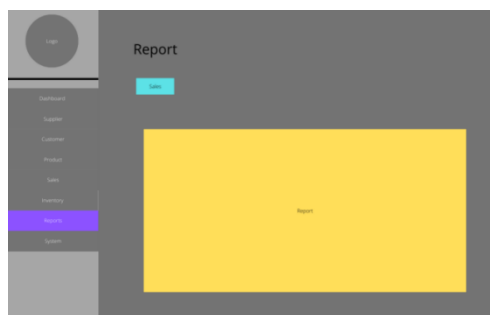 Logo
Dashboard
Supplier
Customer
Product
Sales
Inventory
Reports
System
Report
Sales
Report